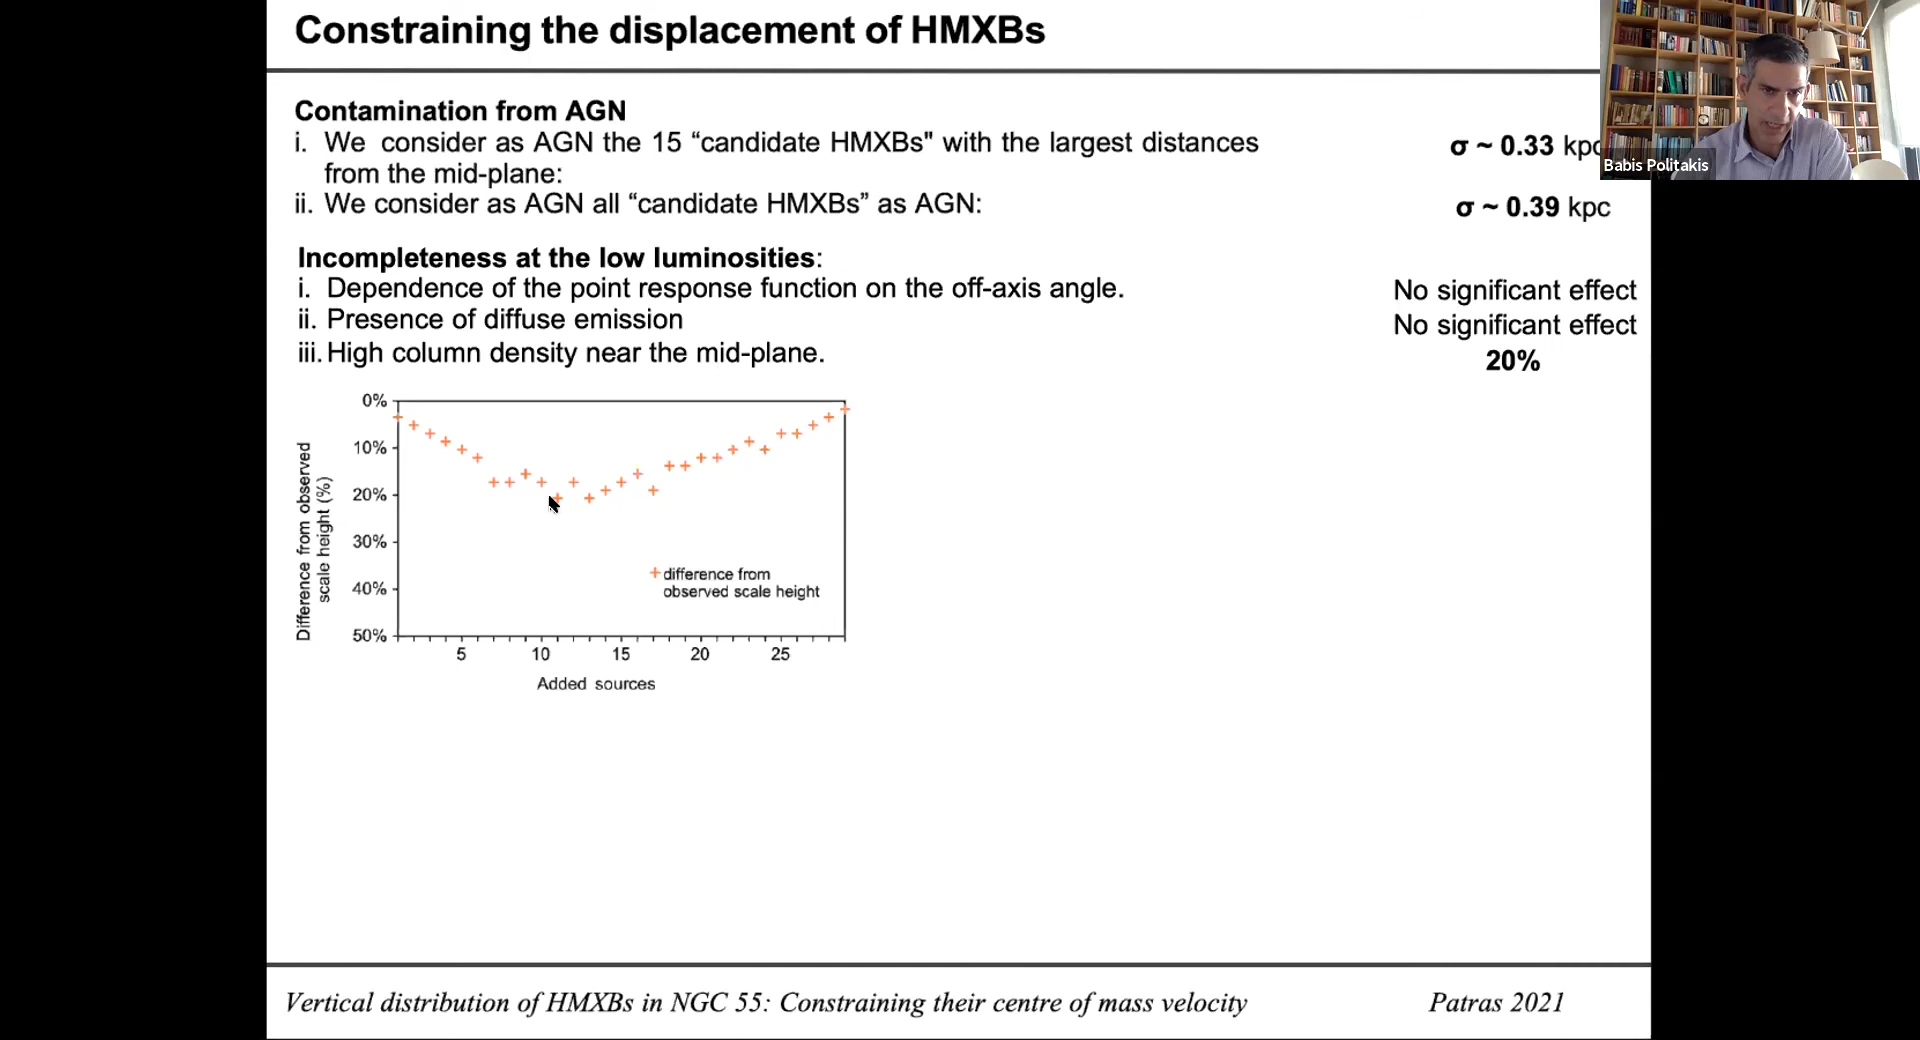 Constraining the displacement of HMXBs
Babis Politakis
Contamination from AGN
i. We consider as AGN the 15 “candidate HMXBs" with the largest distances
from the mid-plane:
σ ~ 0.33 kpc
ii. We consider as AGN all “candidate HMXBs” as AGN:
σ ~ 0.39 kpc
Incompleteness at the low luminosities:
i. Dependence of the point response function on the off-axis angle.
No significant effect
ii. Presence of diffuse emission
No significant effect
iii. High column density near the mid-plane.
20%
Difference from observed
scale height (%)
0%
10%
20%
30%
40%
50%
+ difference from
observed scale height
5 10 15 20 25
Added sources
Vertical distribution of HMXBs in NGC 55: Constraining their centre of mass velocity
Patras 2021